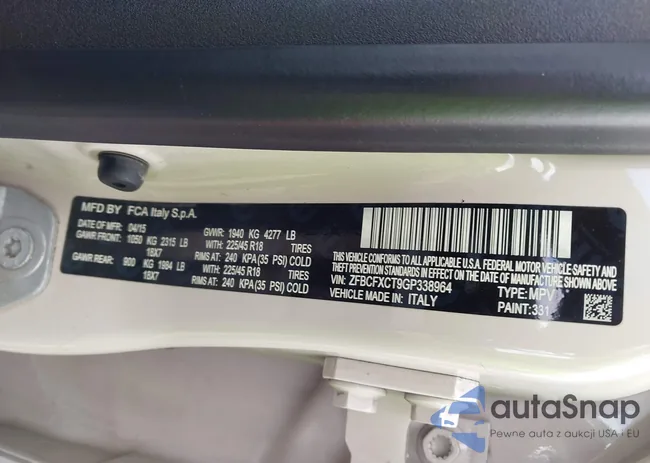 MFD BY FCA Italy S.p.A.
DATE OF MFR: 04/15 GVWR: 1940 KG 4277 LB
GAWR FRONT: 1050 KG 2315 LB WITH: 225/45 R18 TIRES
18X7 RIMS AT: 240 KPA(35 PSI) COLD
GAWR REAR: 900 KG 1984 LB WITH: 225/45 R18 TIRES
18X7 RIMS AT: 240 KPA (35 PSI) COLD
THIS VEHICLE CONFORMS TO ALL APPLICABLE U.S.A. FEDERAL MOTOR VEHICLE SAFETY AND
THEFT PREVENTION STANDARDS IN EFFECT ON THE DATE OF MANUFACTURE SHOWN ABOVE.
VIN: ZFBCFXCT9GP338964 TYPE: MPV
VEHICLE MADE IN: ITALY PAINT: 331
autaSnap
Pewne auta z aukcji USA i EU